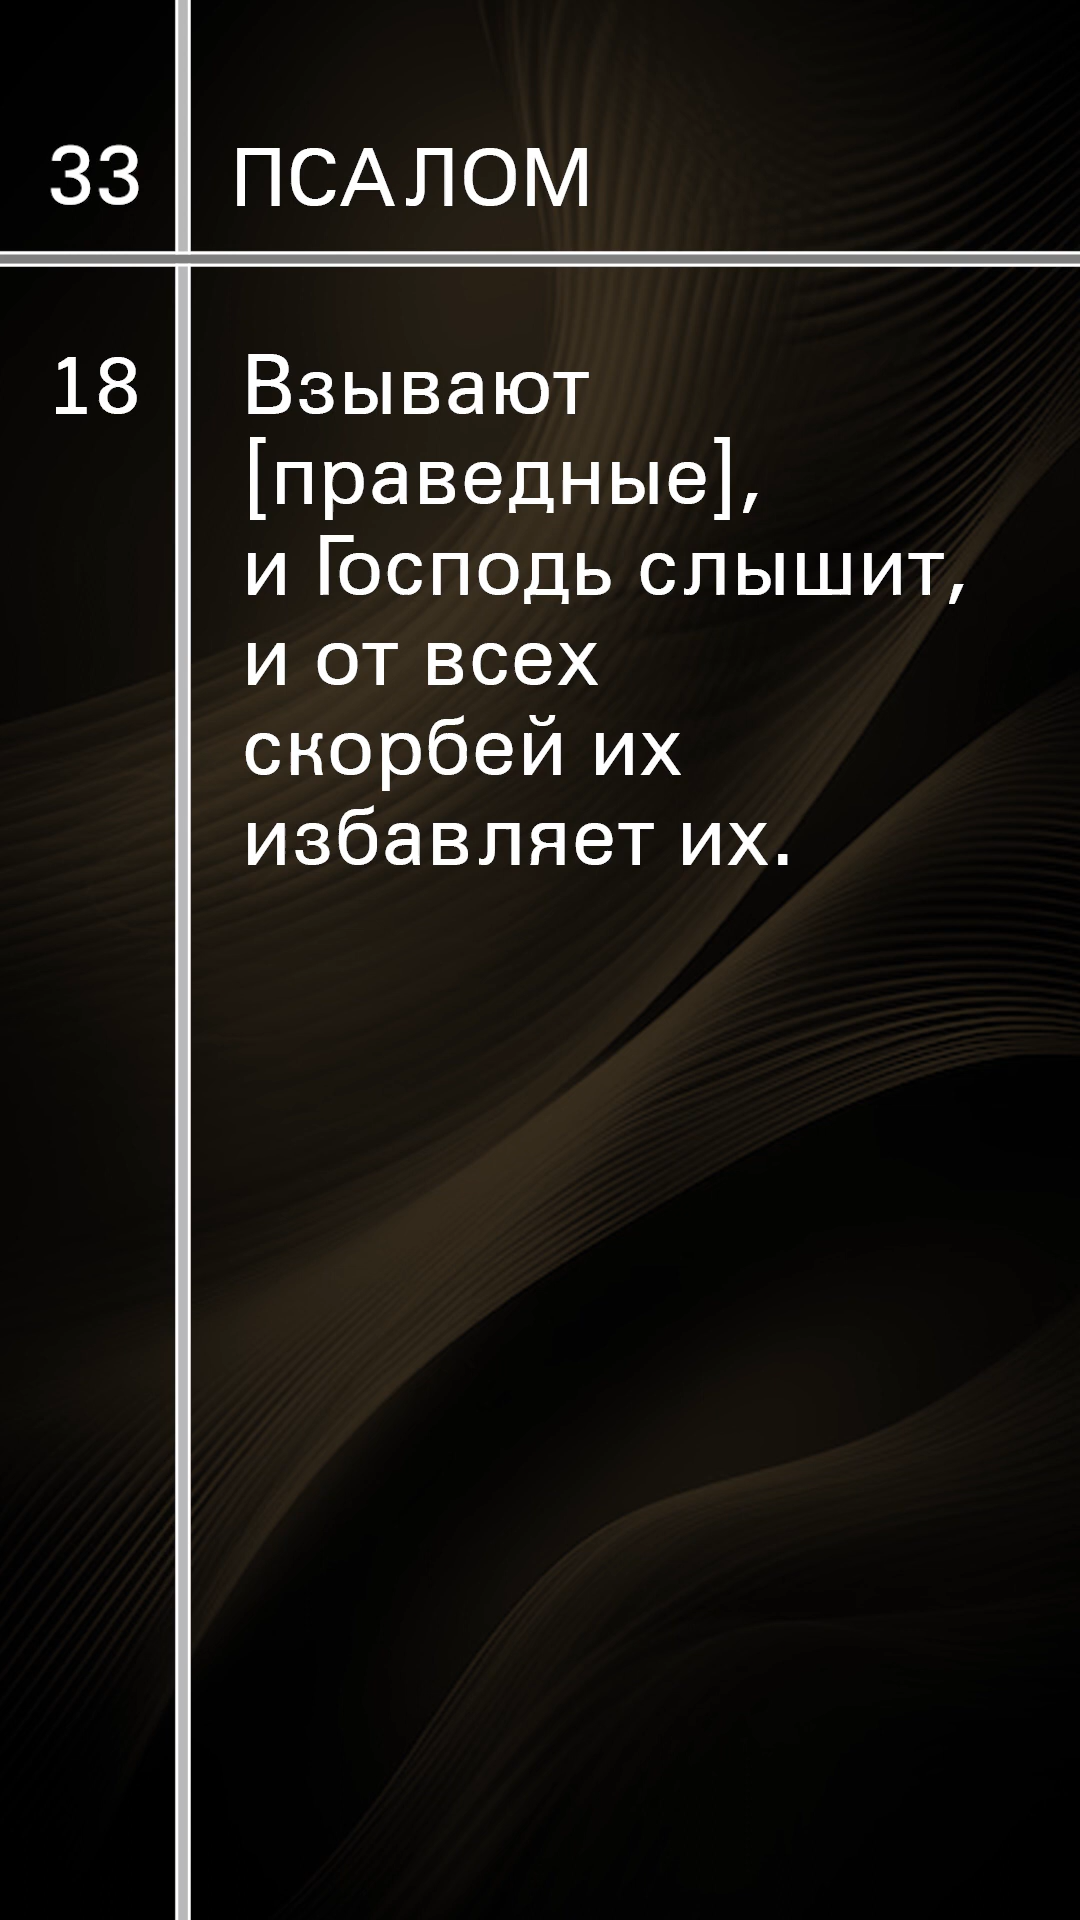 33 ПСАЛОМ
18 Взывают
[праведные],
и Господь слышит,
и от всех
скорбей их
избавляет их.